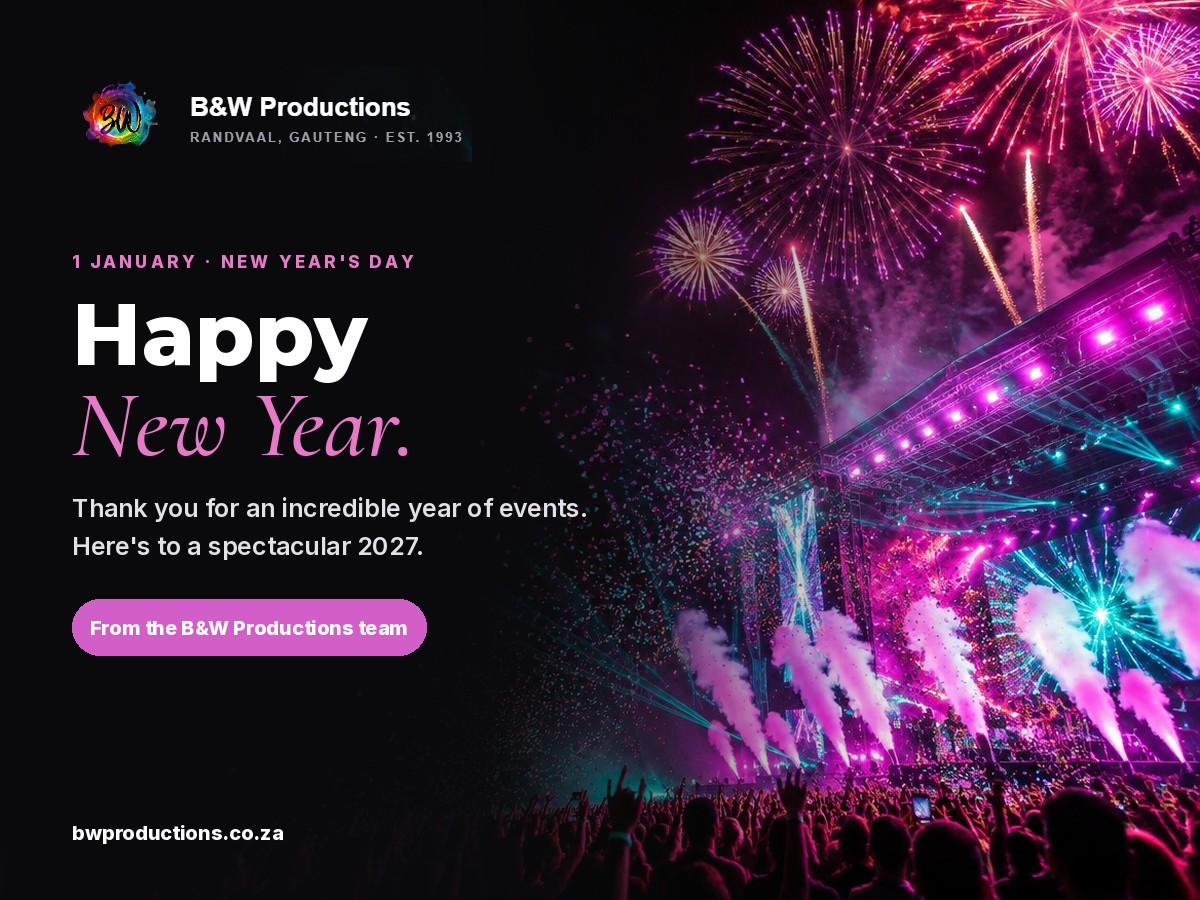 BW
B&W Productions
RANDVAAL, GAUTENG · EST. 1993
1 JANUARY · NEW YEAR'S DAY
Happy
New Year.
Thank you for an incredible year of events.
Here's to a spectacular 2027.
From the B&W Productions team
bwproductions.co.za